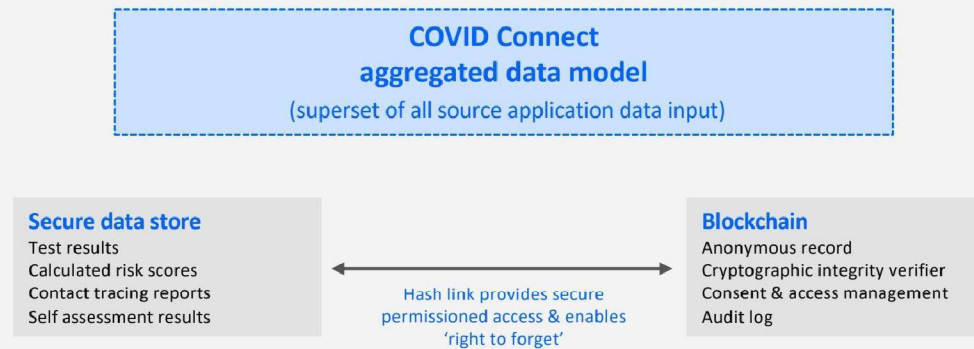 COVID Connect
aggregated data model
(superset of all source application data input)
Secure data store
Test results
Calculated risk scores
Contact tracing reports
Self assessment results
Hash link provides secure
permissioned access & enables
‘right to forget’
Blockchain
Anonymous record
Cryptographic integrity verifier
Consent & access management
Audit log